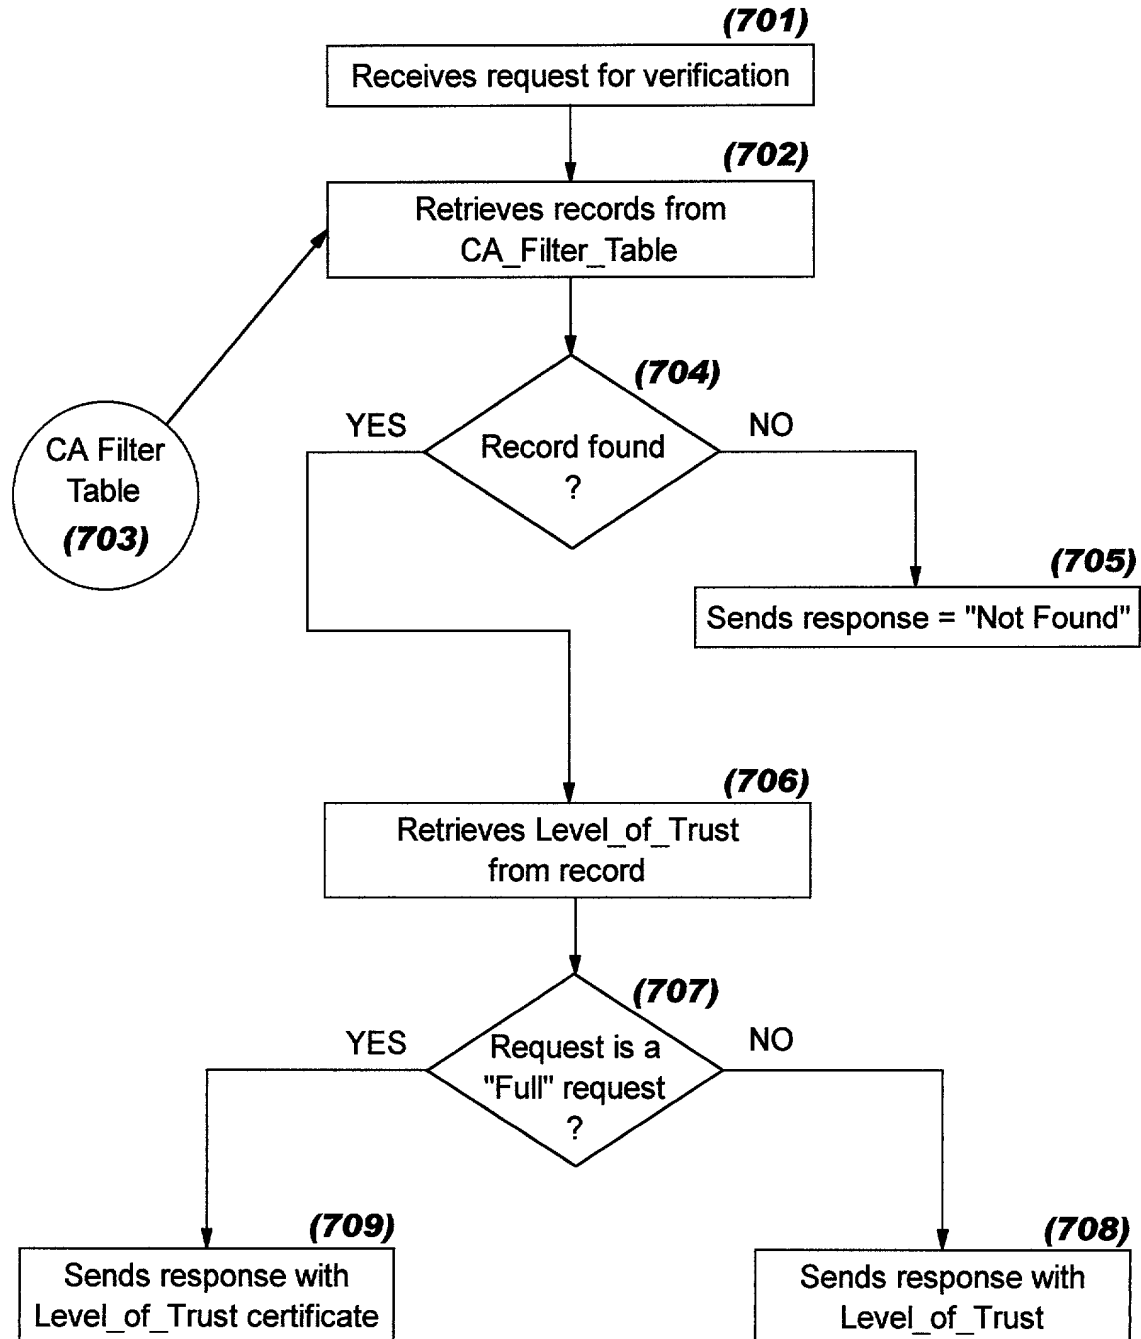 (701)
Receives request for verification
(702)
Retrieves records from
CA_Filter_Table
(704)
YES
NO
Record found
?
CA Filter
Table
(703)
(705)
Sends response = "Not Found"
(706)
Retrieves Level_of_Trust
from record
(707)
YES
NO
Request is a
"Full" request
?
(709)
Sends response with
Level_of_Trust certificate
(708)
Sends response with
Level_of_Trust